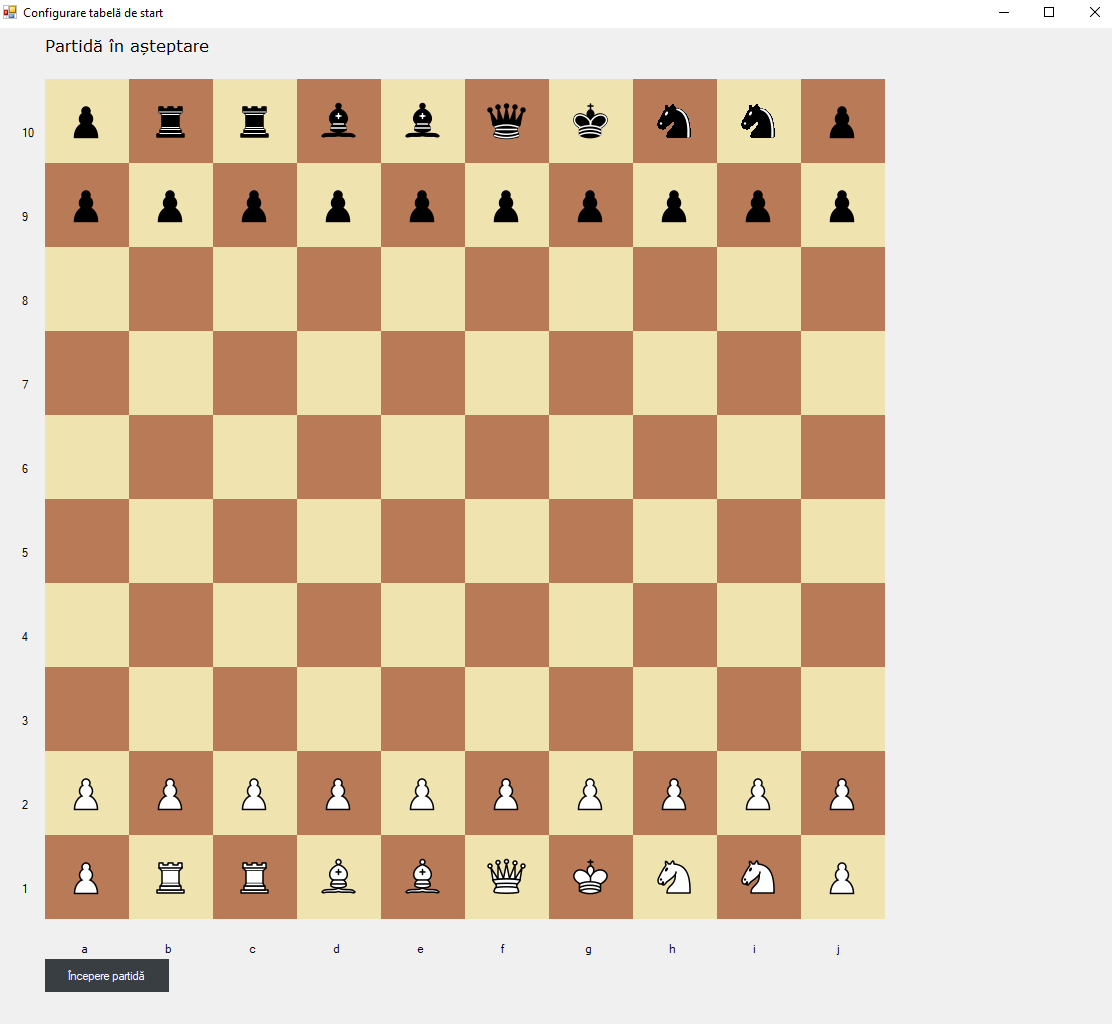 Configurare tabelă de start
Partidă în așteptare
10
9
8
7
6
5
4
3
2
1
a b c d e f g h i j
Începere partidă